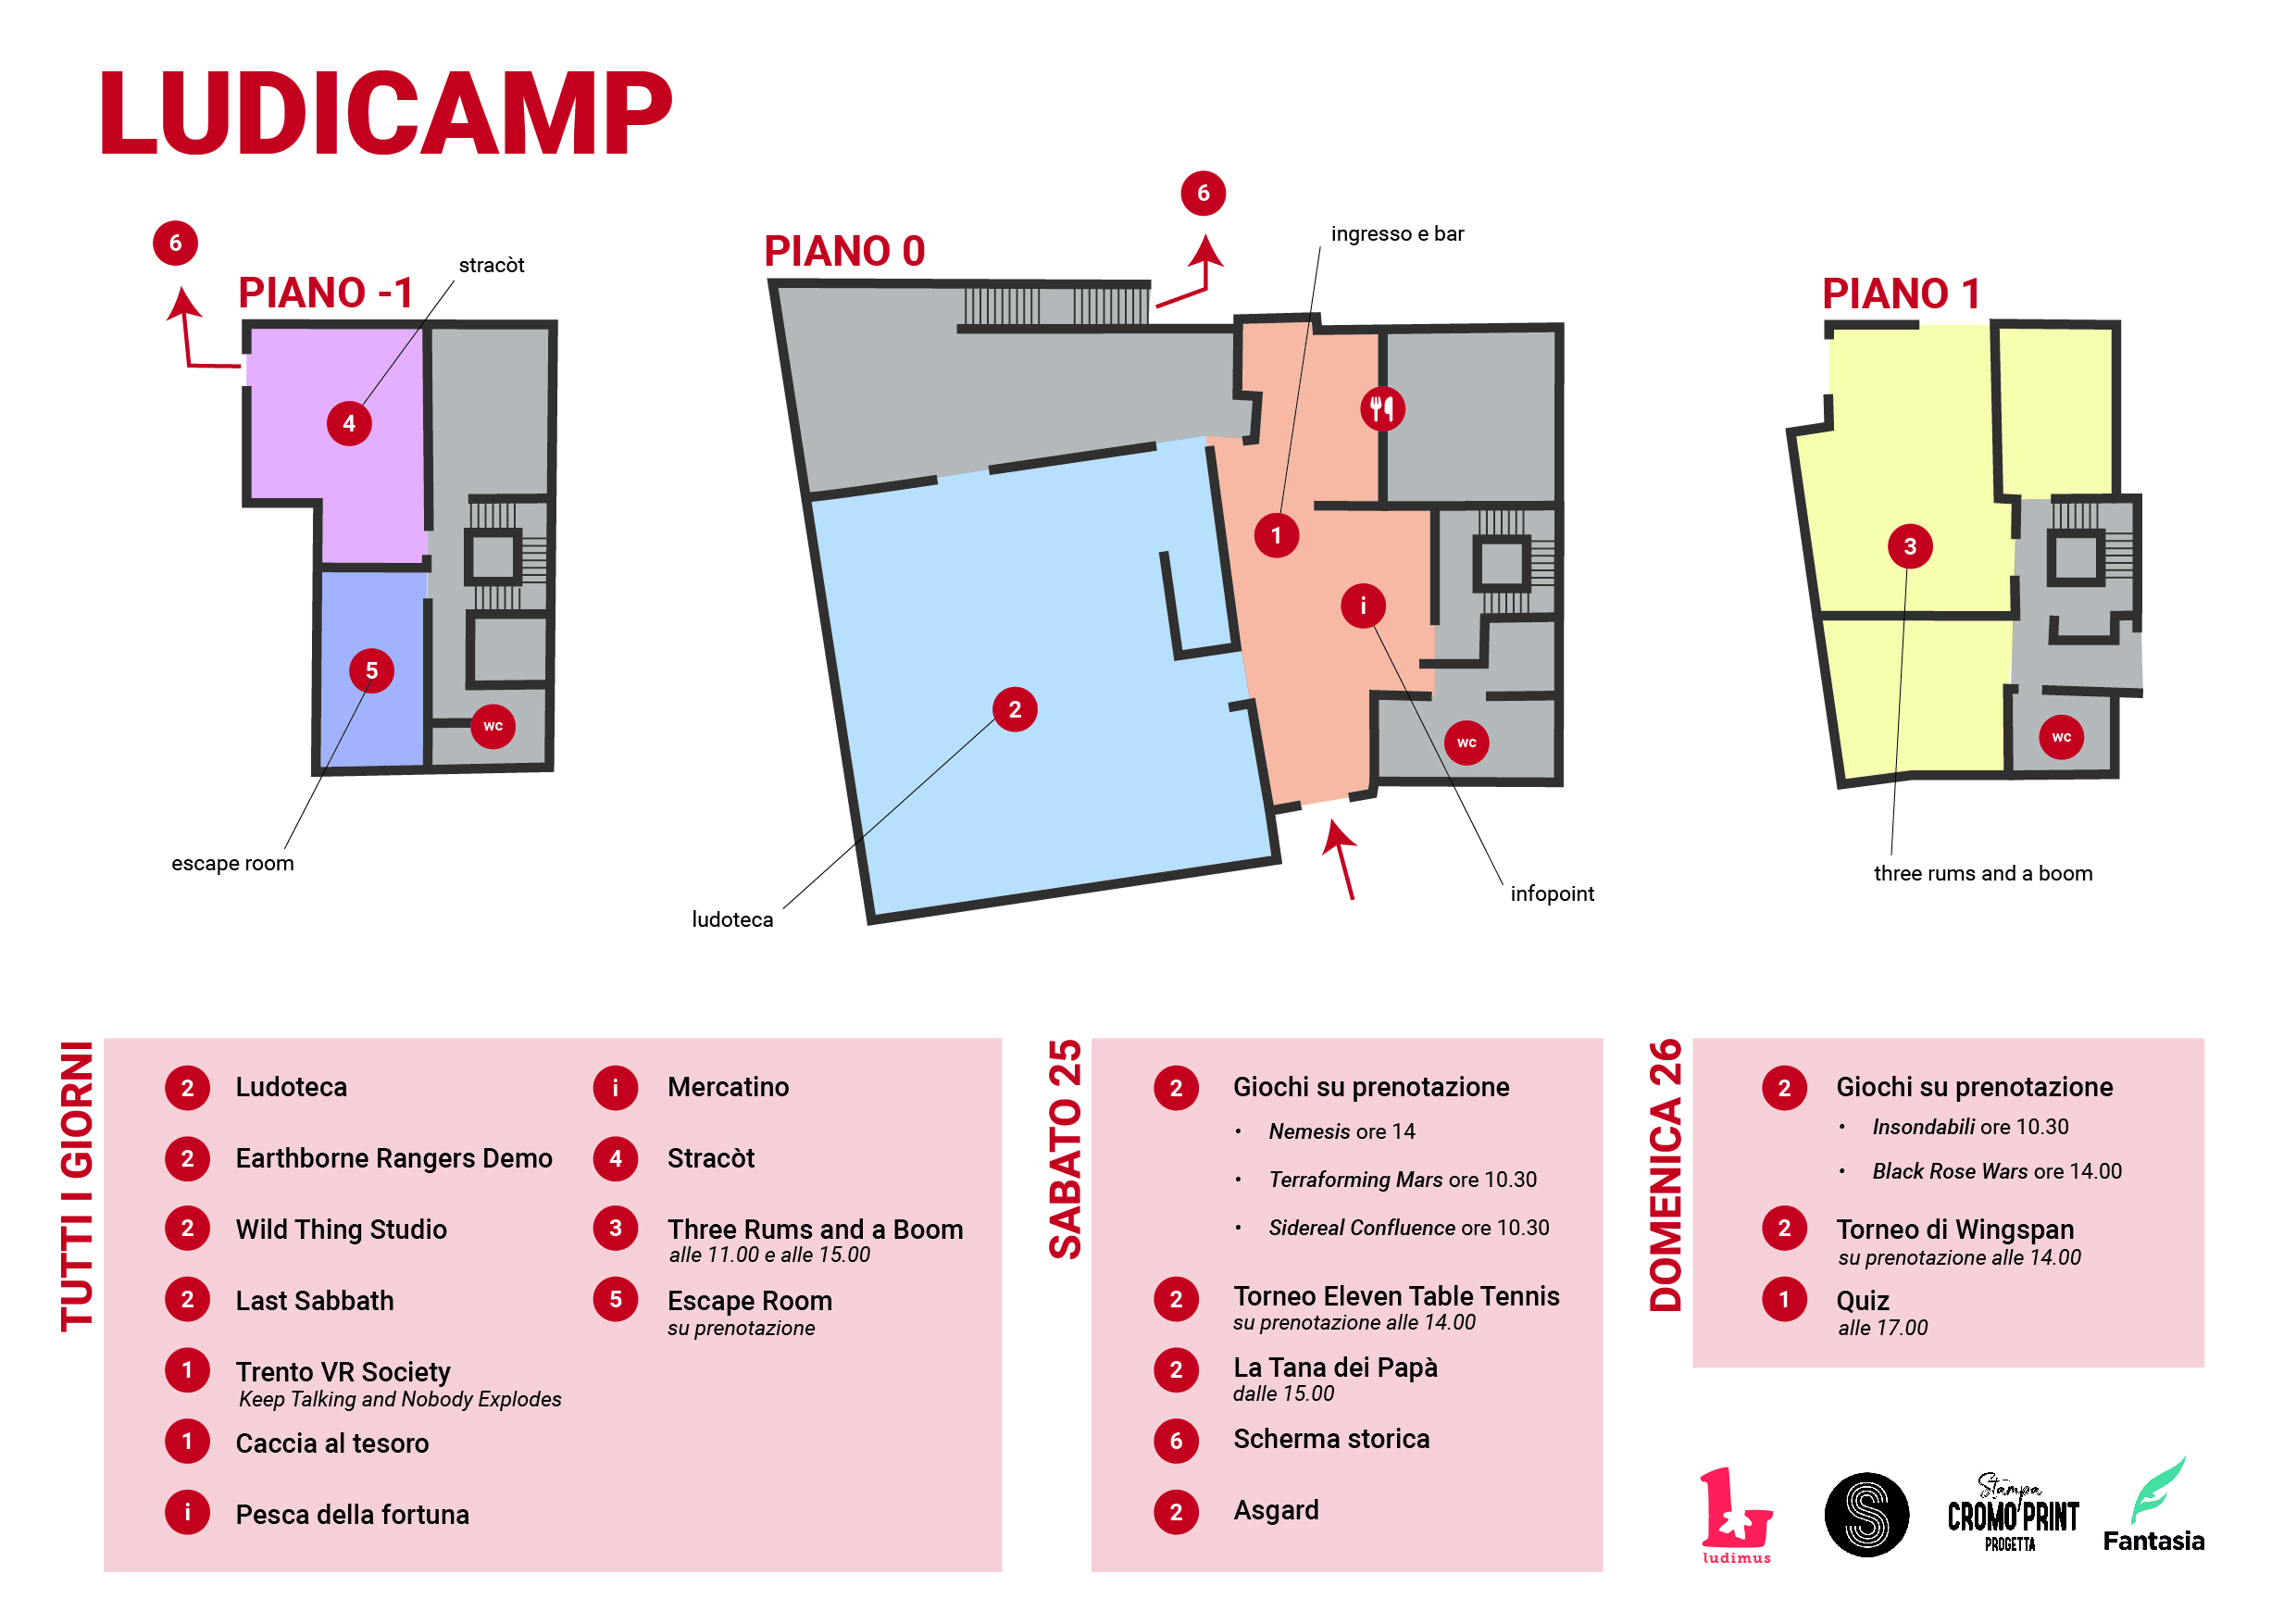 LUDICAMP
6
PIANO -1
stracòt
4
5
wc
escape room
PIANO 0
6
ingresso e bar
1
i
2
wc
ludoteca
infopoint
PIANO 1
3
wc
three rums and a boom
TUTTI I GIORNI
2 Ludoteca
2 Earthborne Rangers Demo
2 Wild Thing Studio
2 Last Sabbath
1 Trento VR Society
Keep Talking and Nobody Explodes
1 Caccia al tesoro
i Pesca della fortuna
i Mercatino
4 Stracòt
3 Three Rums and a Boom
alle 11.00 e alle 15.00
5 Escape Room
su prenotazione
SABATO 25
2 Giochi su prenotazione
• Nemesis ore 14
• Terraforming Mars ore 10.30
• Sidereal Confluence ore 10.30
2 Torneo Eleven Table Tennis
su prenotazione alle 14.00
2 La Tana dei Papà
dalle 15.00
6 Scherma storica
2 Asgard
DOMENICA 26
2 Giochi su prenotazione
• Insondabili ore 10.30
• Black Rose Wars ore 14.00
2 Torneo di Wingspan
su prenotazione alle 14.00
1 Quiz
alle 17.00
ludimus
S
Stampa
CROMO PRINT
PROGETTA
Fantasia